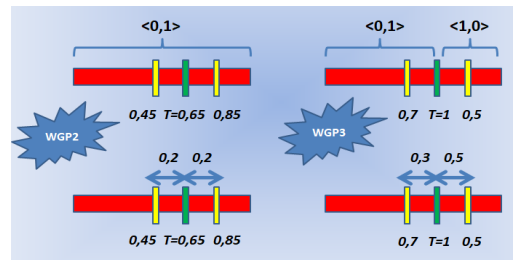 <0,1>
<0,1> <1,0>
0,45 T=0,65 0,85
0,7 T=1 0,5
WGP2
WGP3
0,2 0,2
0,3 0,5
0,45 T=0,65 0,85
0,7 T=1 0,5